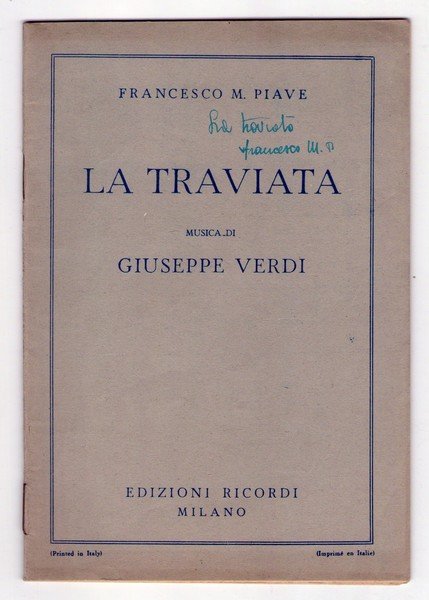 FRANCESCO M. PIAVE
La traviata
francesco M. P
LA TRAVIATA
MUSICA DI
GIUSEPPE VERDI
EDIZIONI RICORDI
MILANO
(Printed in Italy)
(Imprimé en Italie)